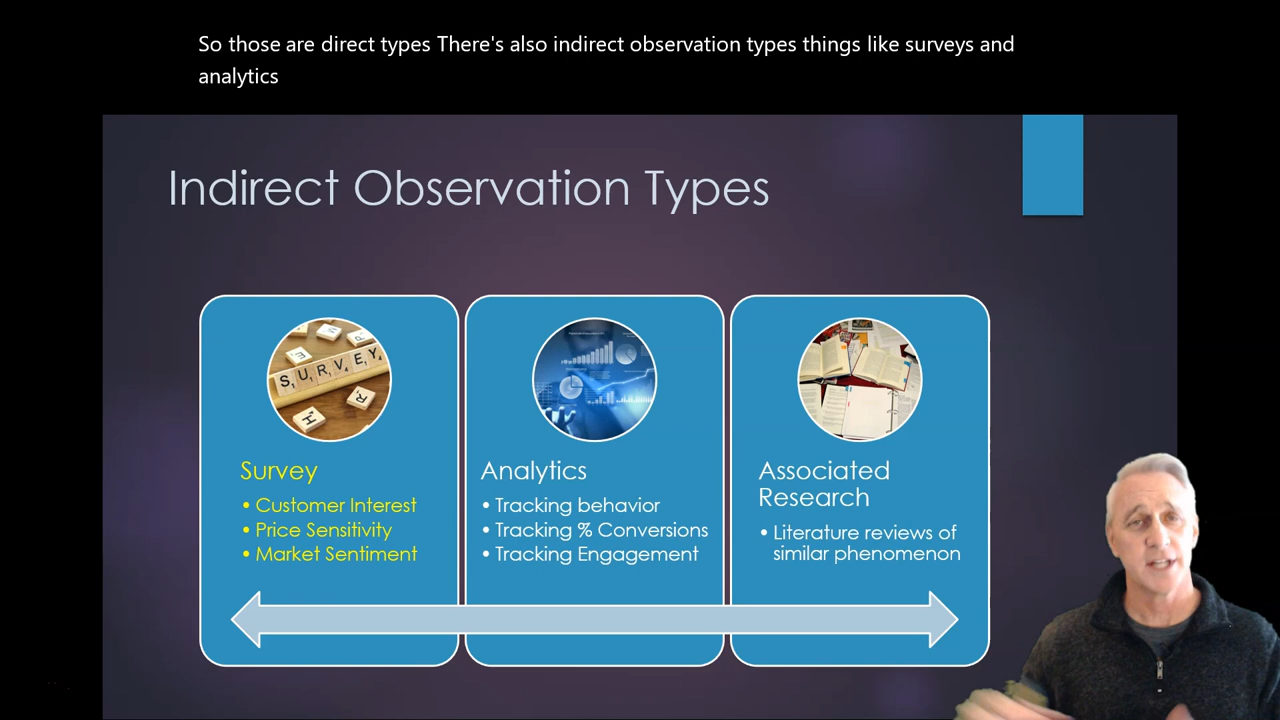 So those are direct types There's also indirect observation types things like surveys and
analytics
Indirect Observation Types
SURVEY
Survey
• Customer Interest
• Price Sensitivity
• Market Sentiment
Analytics
• Tracking behavior
• Tracking % Conversions
• Tracking Engagement
Associated
Research
• Literature reviews of
similar phenomenon